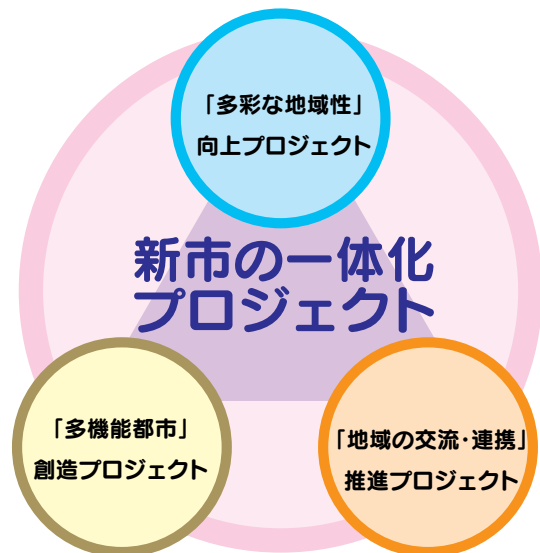 「多彩な地域性」
向上プロジェクト
新市の一体化
プロジェクト
「多機能都市」
創造プロジェクト
「地域の交流・連携」
推進プロジェクト